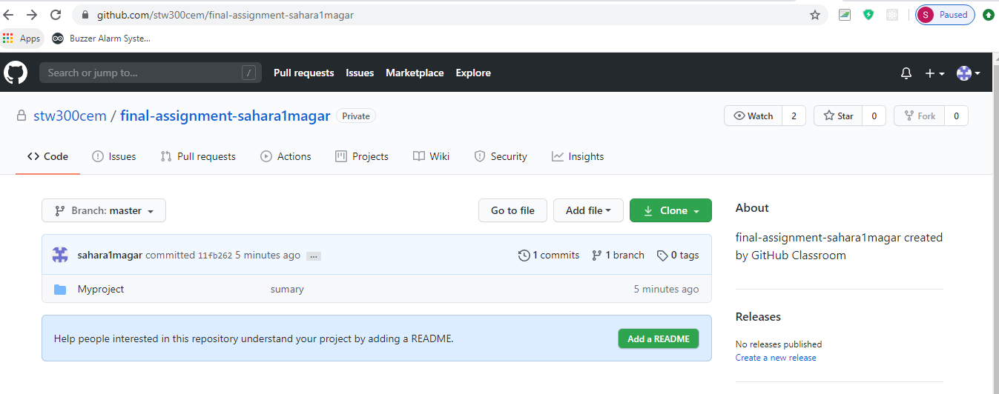 github.com/stw300cem/final-assignment-sahara1magar
S Paused
Apps Buzzer Alarm Syste...
Search or jump to... / Pull requests Issues Marketplace Explore
stw300cem / final-assignment-sahara1magar Private
Watch 2 Star 0 Fork 0
Code Issues Pull requests Actions Projects Wiki Security Insights
Branch: master Go to file Add file Clone
sahara1magar committed 11fb262 5 minutes ago ... 1 commits 1 branch 0 tags
Myproject sumary 5 minutes ago
Help people interested in this repository understand your project by adding a README. Add a README
About
final-assignment-sahara1magar created
by GitHub Classroom
Releases
No releases published
Create a new release